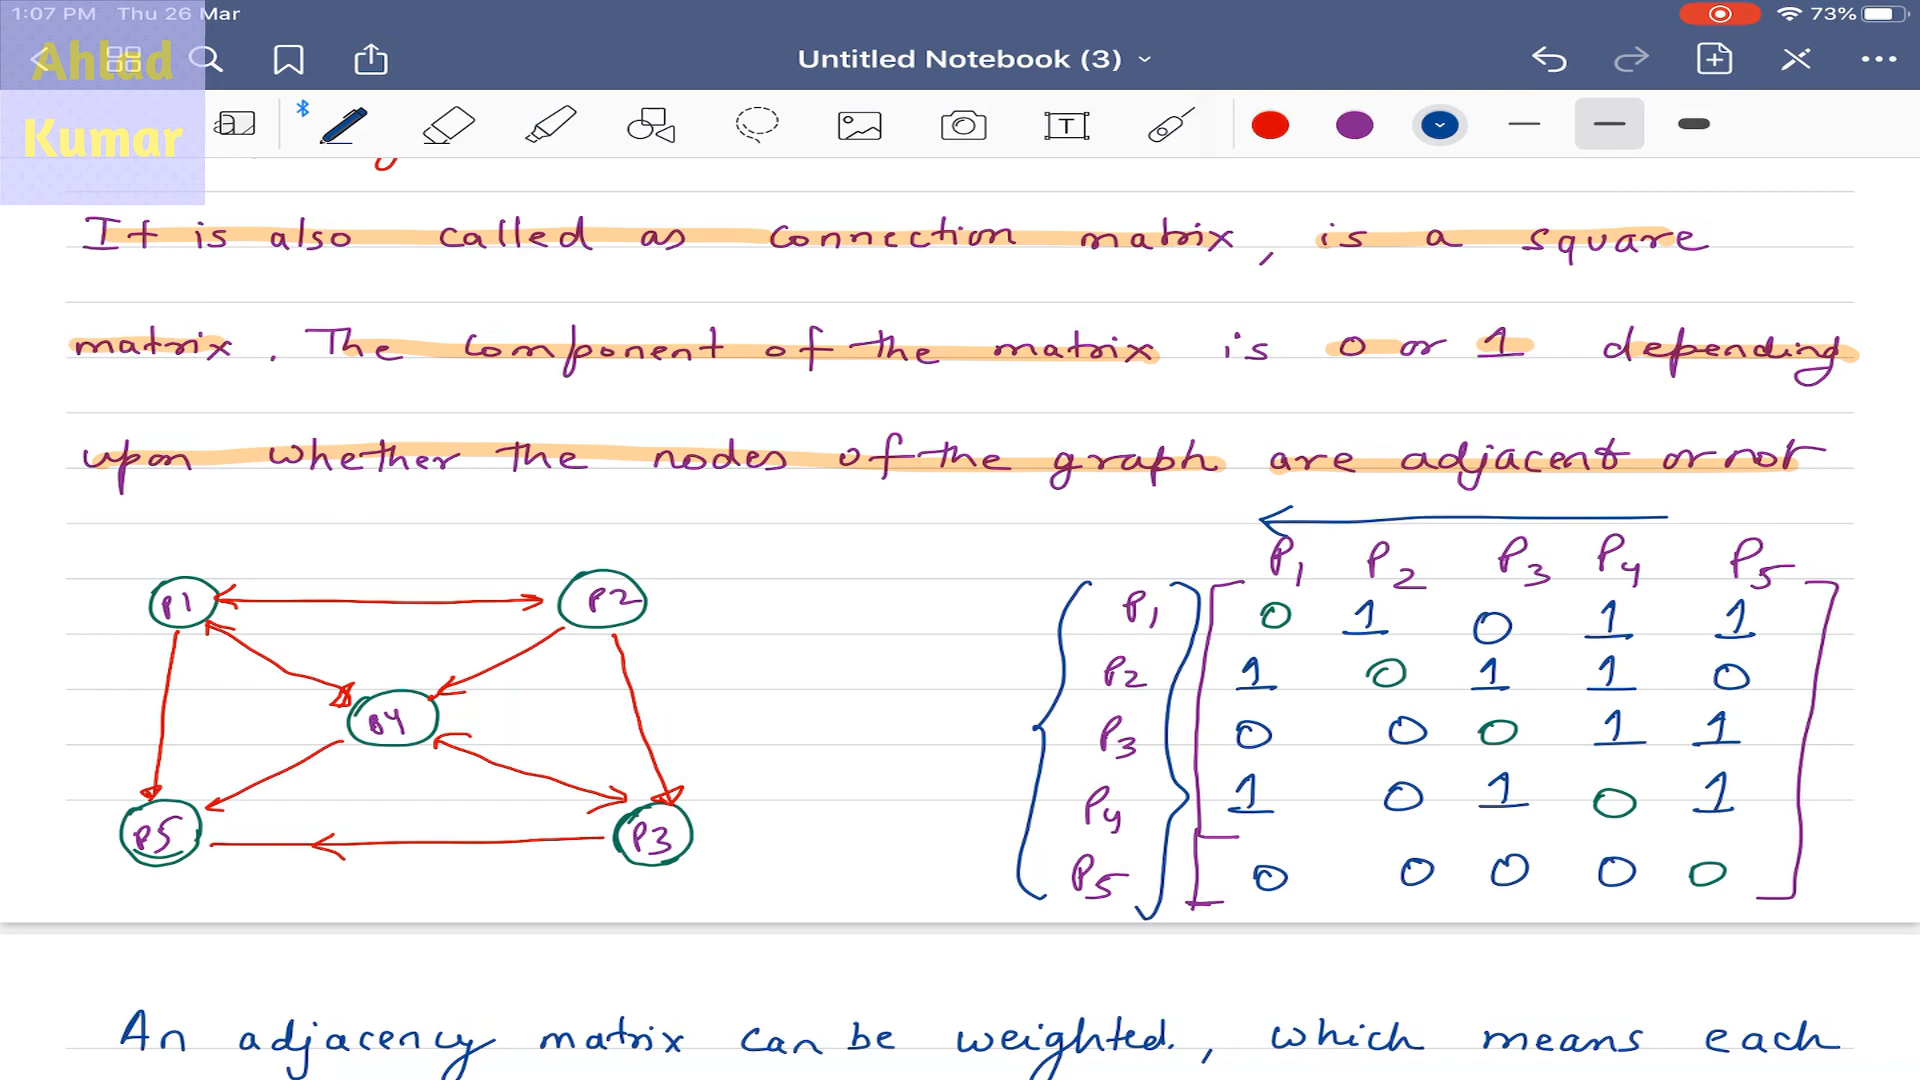 1:07 PM Thu 26 Mar
73%
Ahlad
Kumar
Untitled Notebook (3)
It is also called as connection matrix, is a square
matrix. The component of the matrix is 0 or 1 depending
upon whether the nodes of the graph are adjacent or not
P1 P2 P3 P4 P5
P1 0 1 0 1 1
P2 1 0 1 1 0
P3 0 0 0 1 1
P4 1 0 1 0 1
P5 0 0 0 0 0
P1 P2
P4
P5 P3
An adjacency matrix can be weighted, which means each